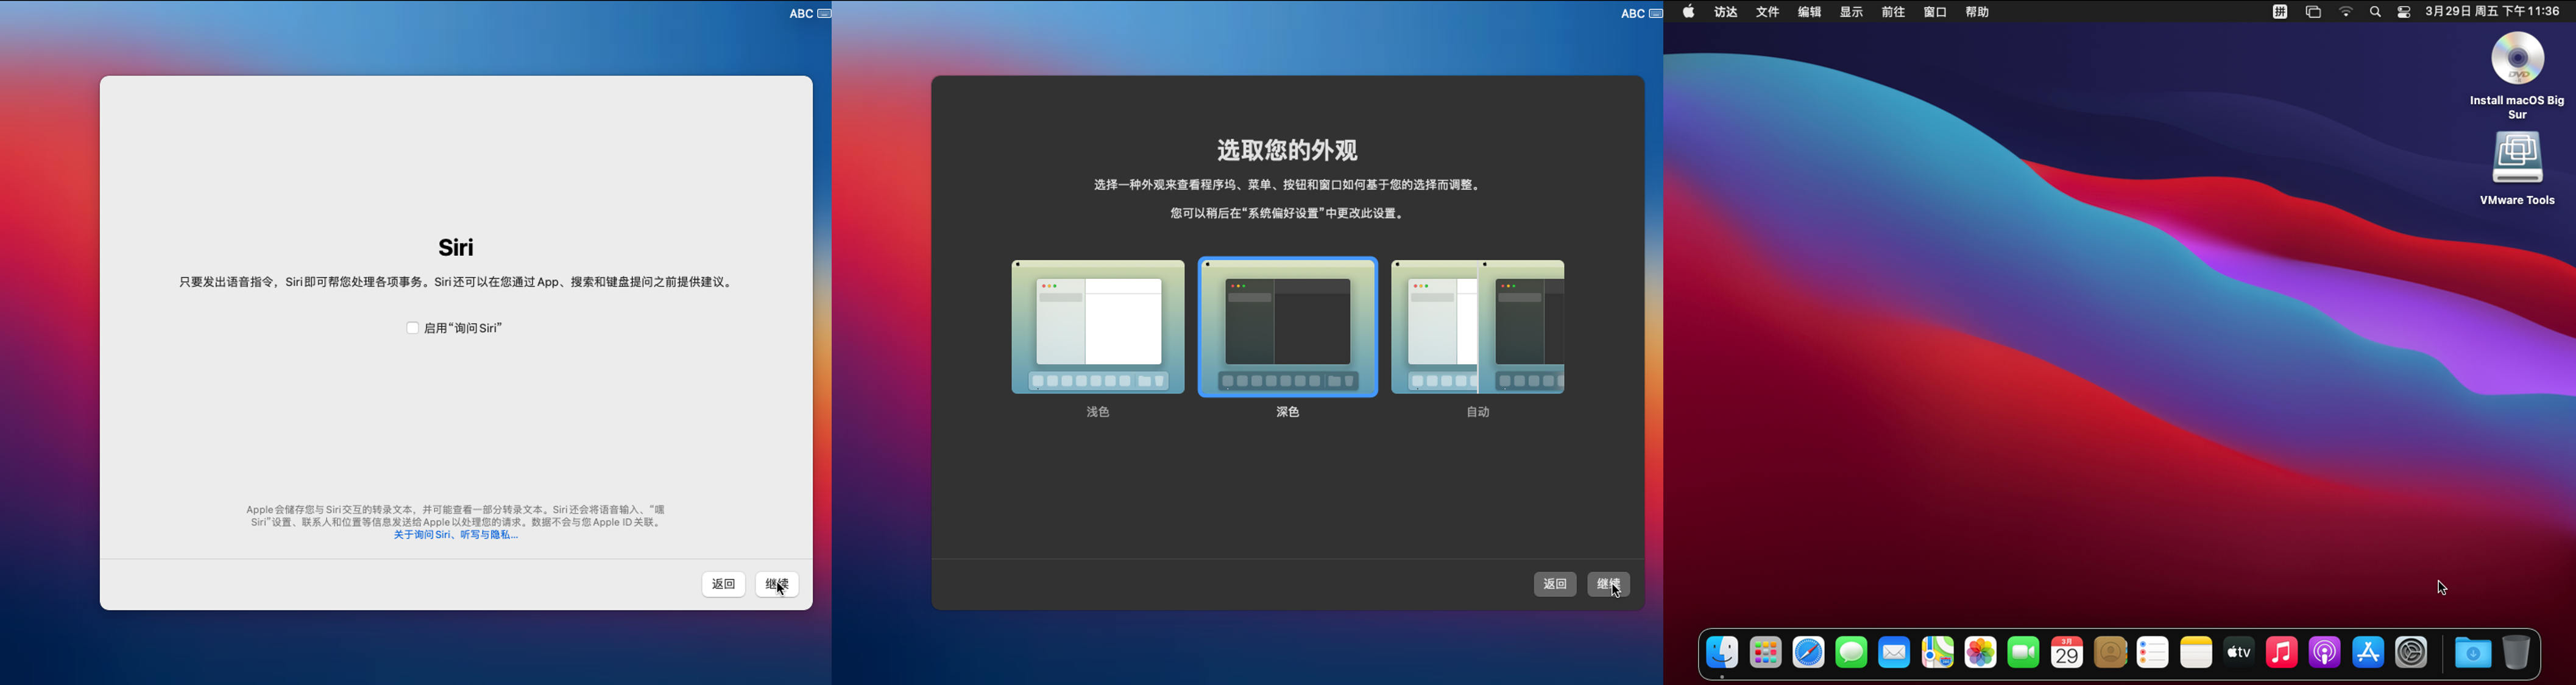 ABC
Siri
只要发出语音指令，Siri即可帮您处理各项事务。Siri还可以在您通过App、搜索和键盘提问之前提供建议。
启用“询问Siri”
Apple会储存您与Siri交互的转录文本，并可能查看一部分转录文本。Siri还会将语音输入、“嘿
Siri”设置、联系人和位置等信息发送给Apple以处理您的请求。数据不会与您Apple ID关联。
关于询问Siri、听写与隐私...
返回 继续
ABC
选取您的外观
选择一种外观来查看程序坞、菜单、按钮和窗口如何基于您的选择而调整。
您可以稍后在“系统偏好设置”中更改此设置。
浅色 深色 自动
返回 继续
访达 文件 编辑 显示 前往 窗口 帮助 拼 3月29日 周五 下午11:36
DVD
Install macOS Big
Sur
VMware Tools
3月
29
tv